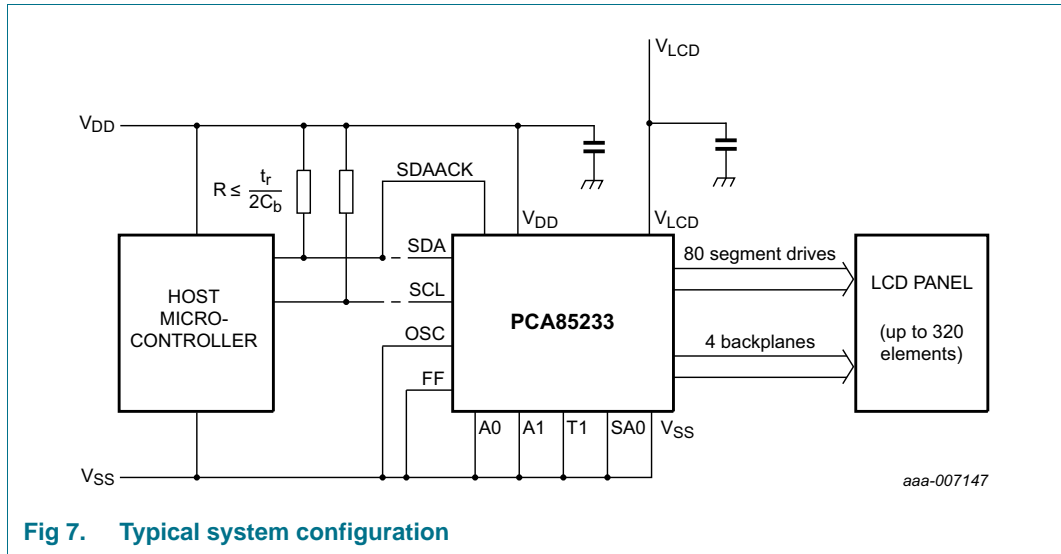 VLCD
VDD
SDAACK
R ≤ tr
2Cb
VDD
VLCD
HOST
MICRO-
CONTROLLER
SDA
SCL
OSC
FF
PCA85233
80 segment drives
4 backplanes
LCD PANEL
(up to 320
elements)
A0 A1 T1 SA0 VSS
VSS
aaa-007147
Fig 7. Typical system configuration